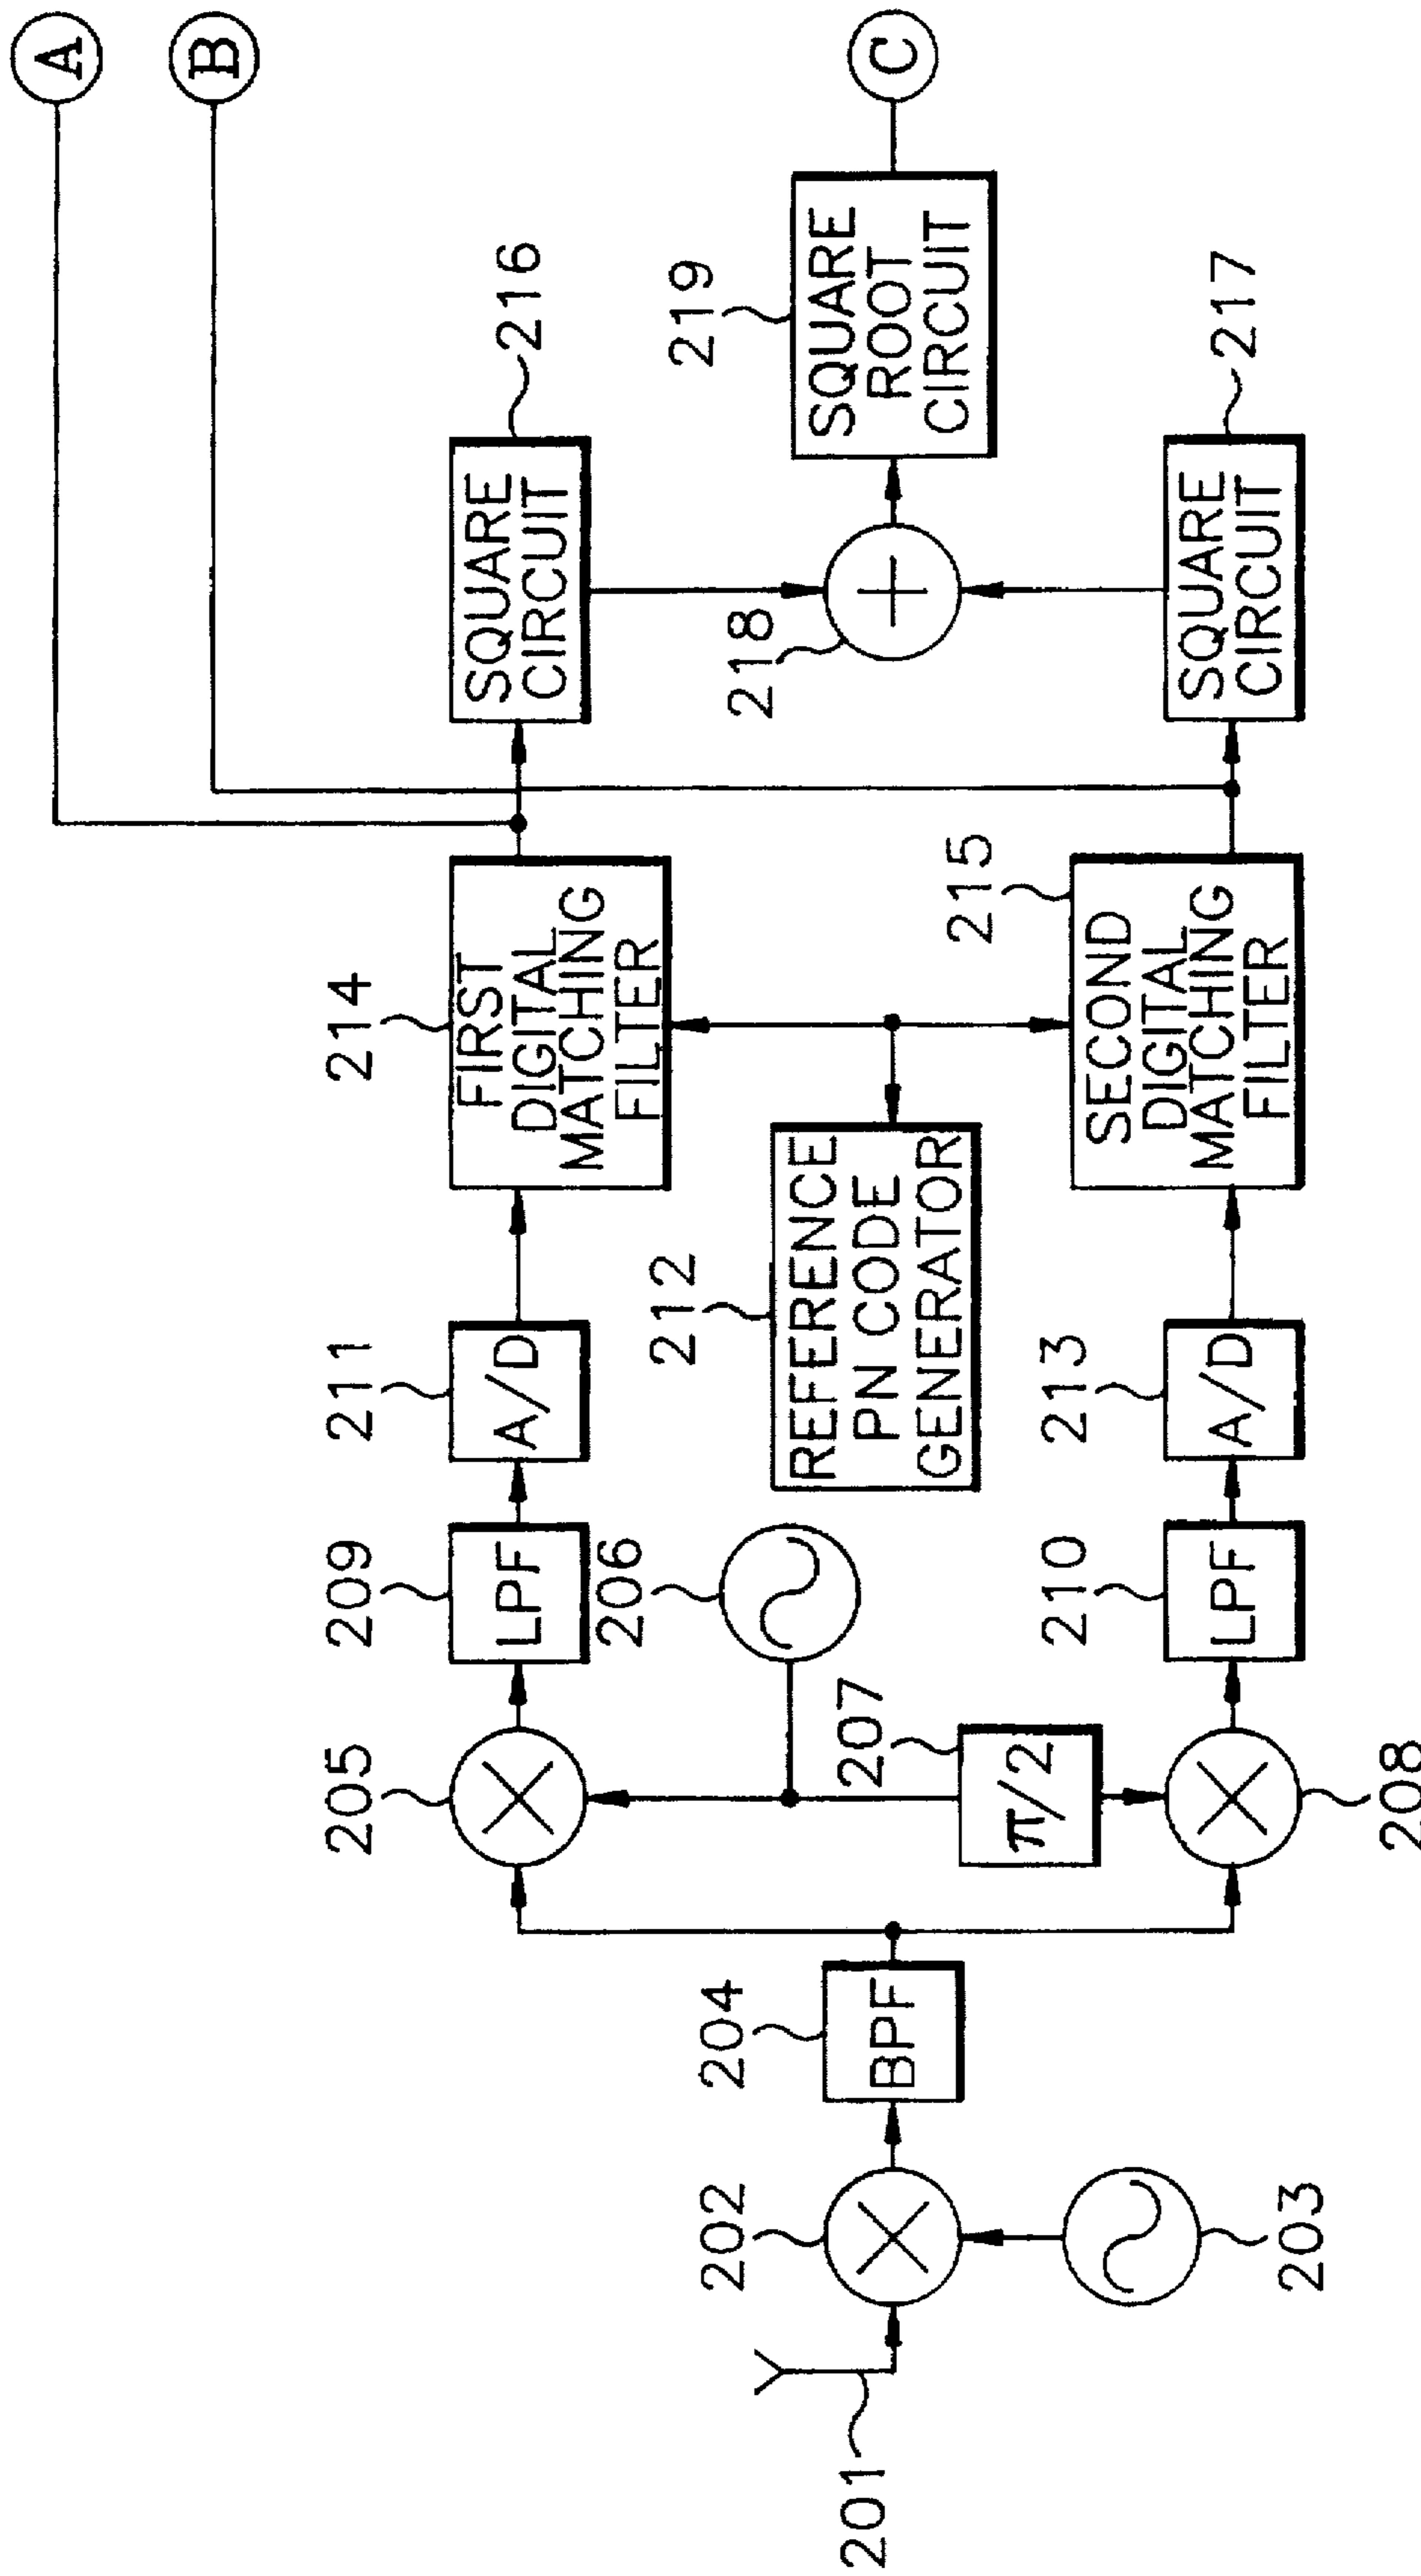 A
B
216
SQUARE
CIRCUIT
214
FIRST
DIGITAL
MATCHING
FILTER
211
A/D
209
LPF
205
206
219
SQUARE
ROOT
CIRCUIT
C
218
+
212
REFERENCE
PN CODE
GENERATOR
207
π/2
204
BPF
202
201
203
215
SECOND
DIGITAL
MATCHING
FILTER
217
SQUARE
CIRCUIT
213
A/D
210
LPF
208